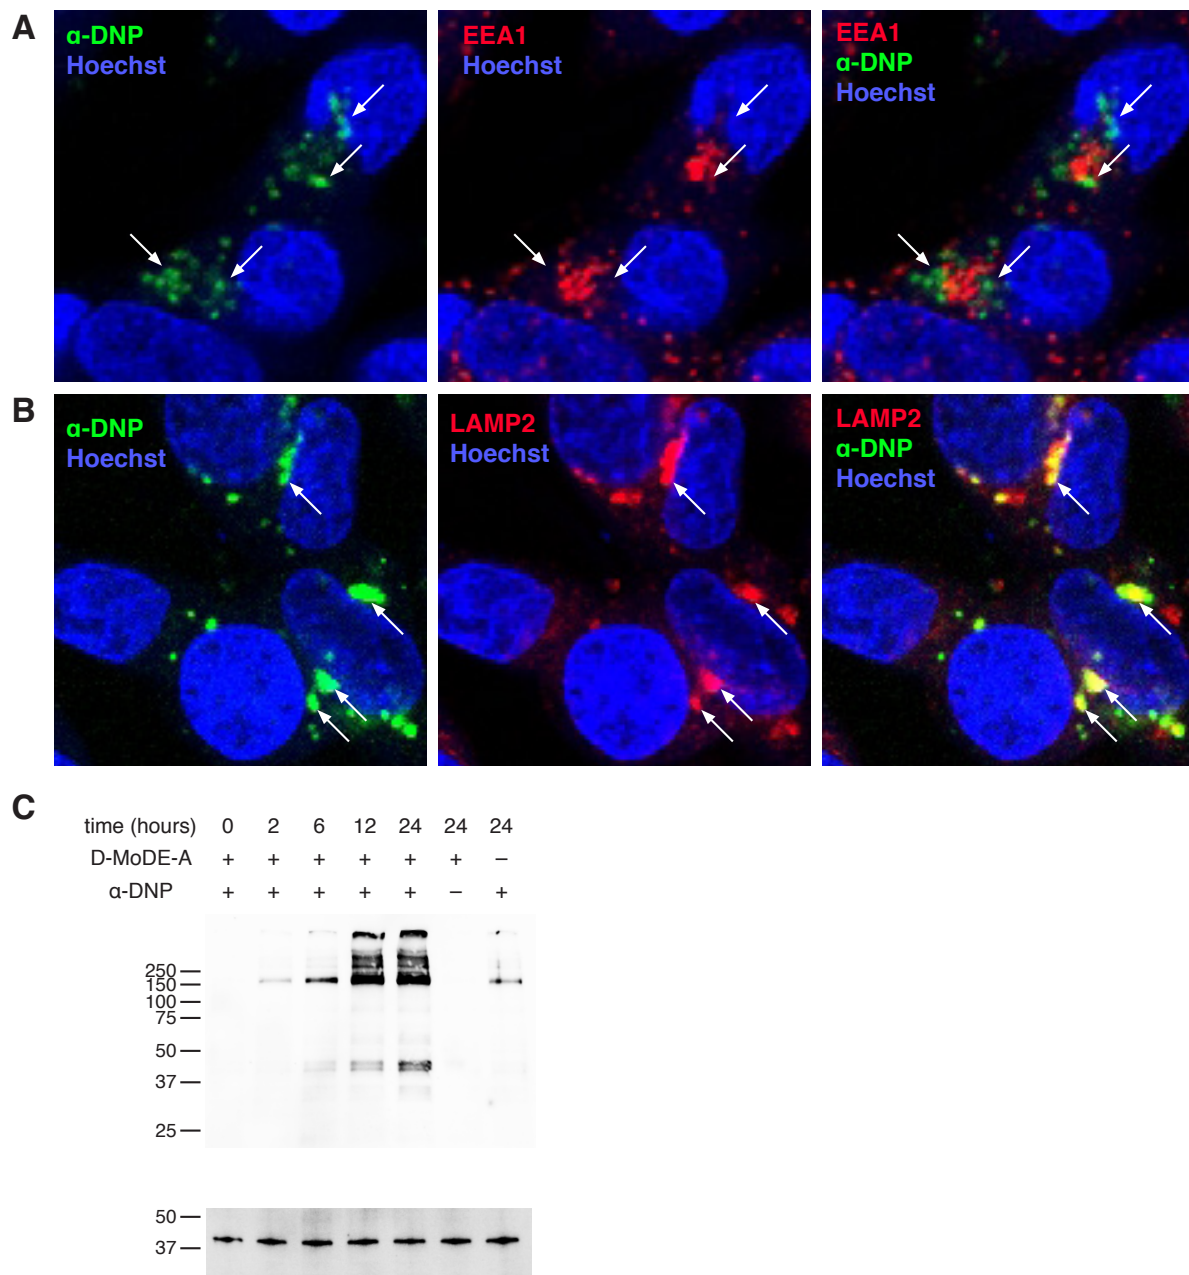 A
α-DNP
Hoechst
EEA1
Hoechst
EEA1
α-DNP
Hoechst
B
α-DNP
Hoechst
LAMP2
Hoechst
LAMP2
α-DNP
Hoechst
C
time (hours) 0 2 6 12 24 24 24
D-MoDE-A + + + + + + –
α-DNP + + + + + – +
250
150
100
75
50
37
25
50
37